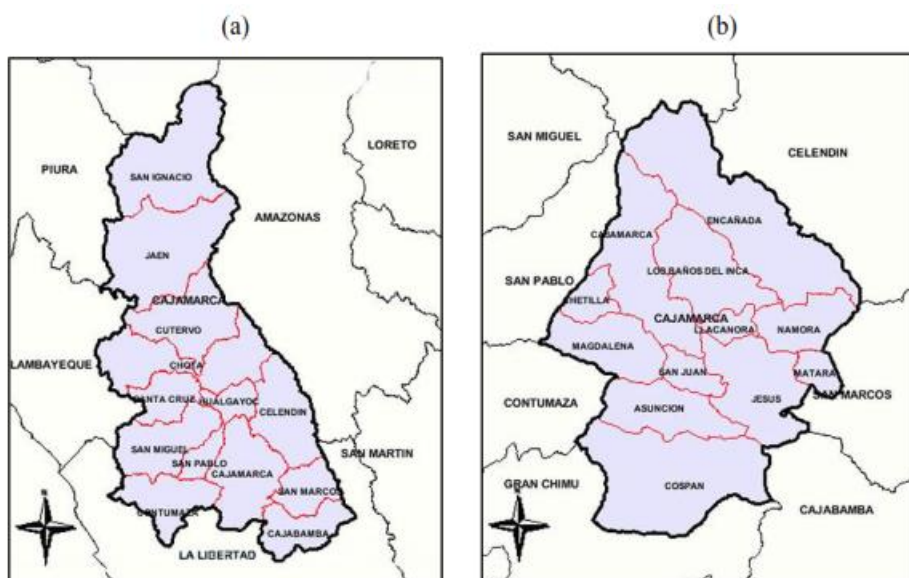 (a)
(b)
LORETO
PIURA
SAN IGNACIO
AMAZONAS
JAEN
CAJAMARCA
CUTERVO
LAMBAYEQUE
CHOTA
SANTA CRUZ
HUALGAYOC
CELENDIN
SAN MIGUEL
SAN MARTIN
SAN PABLO
CAJAMARCA
SAN MARCOS
CONTUMAZA
CAJABAMBA
LA LIBERTAD
N
SAN MIGUEL
CELENDIN
ENCAÑADA
CAJAMARCA
LOS BAÑOS DEL INCA
SAN PABLO
CHETILLA
CAJAMARCA
LLACANORA
NAMORA
MAGDALENA
SAN JUAN
MATARA
CONTUMAZA
ASUNCION
JESUS
SAN MARCOS
GRAN CHIMU
COSPAN
CAJABAMBA
N